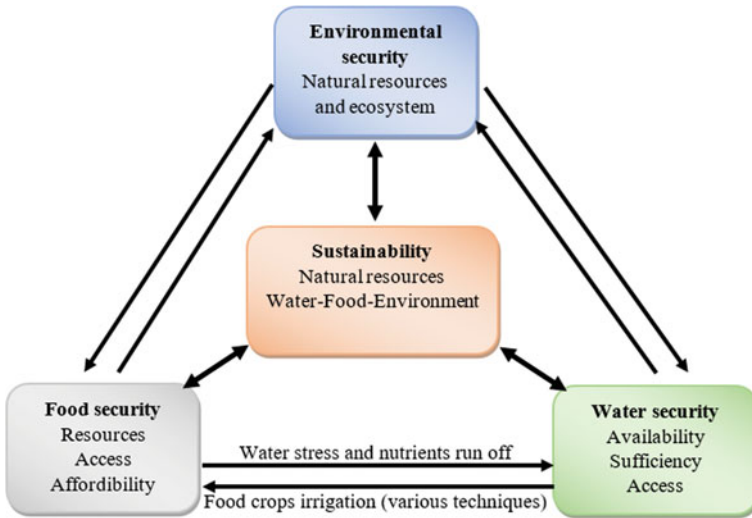 Environmental
security
Natural resources
and ecosystem
Sustainability
Natural resources
Water-Food-Environment
Food security
Resources
Access
Affordibility
Water stress and nutrients run off
Food crops irrigation (various techniques)
Water security
Availability
Sufficiency
Access